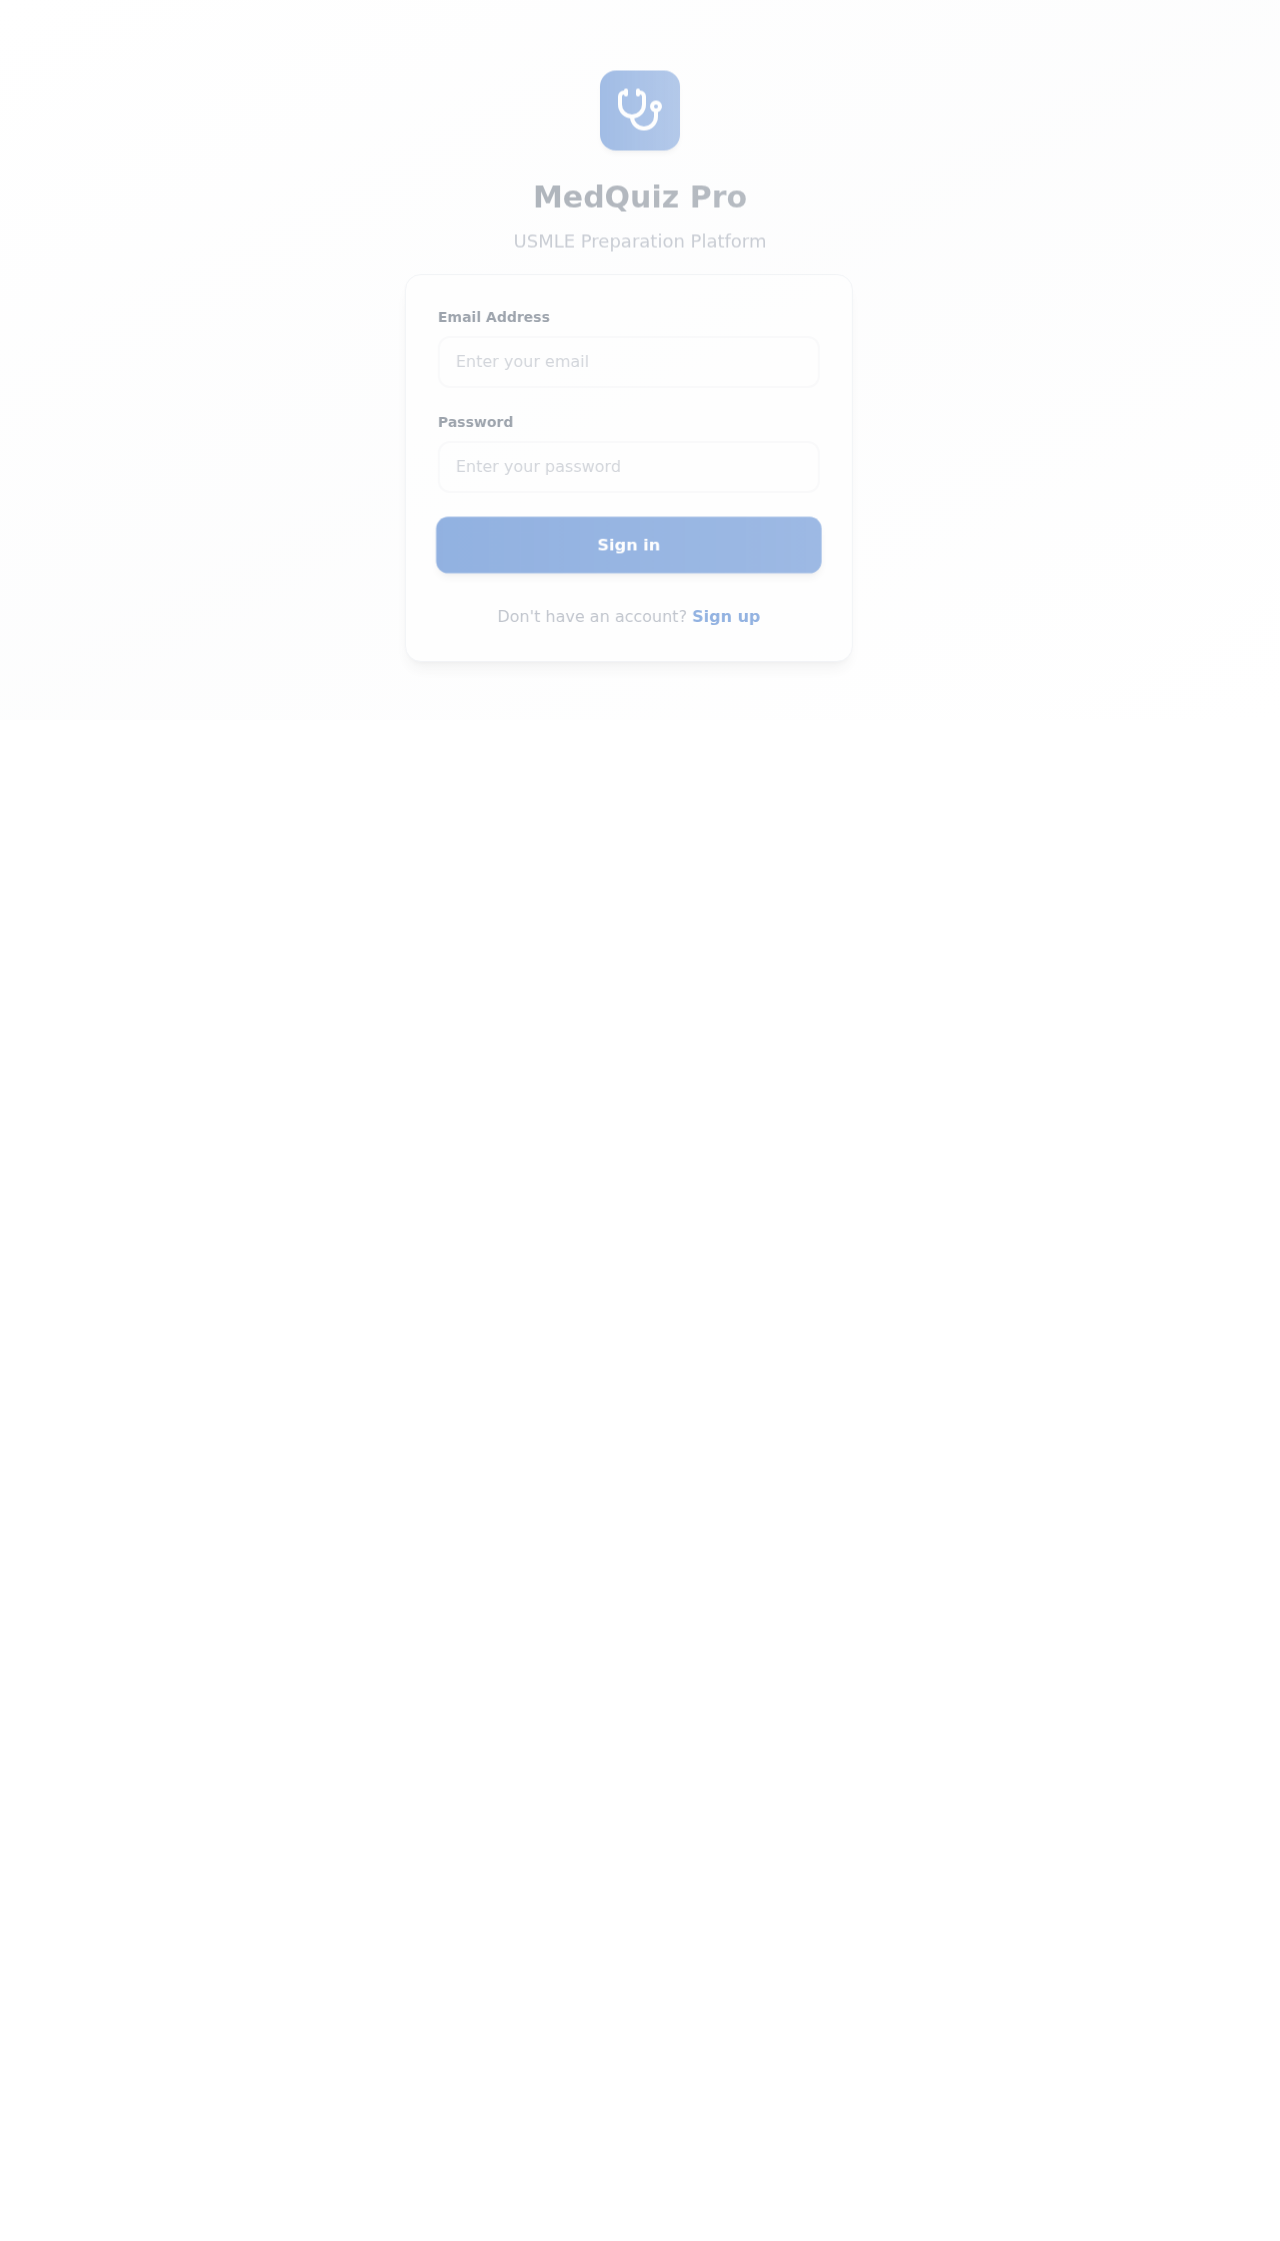 MedQuiz Pro
USMLE Preparation Platform
Email Address
Enter your email
Password
Enter your password
Sign in
Don't have an account? Sign up